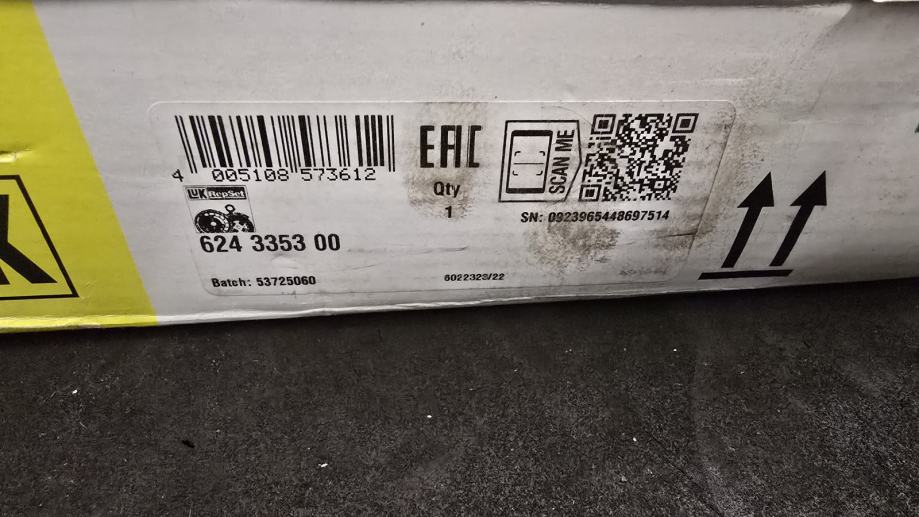 4 005108 573612
EAC
SCAN ME
Qty
1
SN: 0923965448697514
LuK RepSet
624 3353 00
Batch: 53725060
6022323/22
K